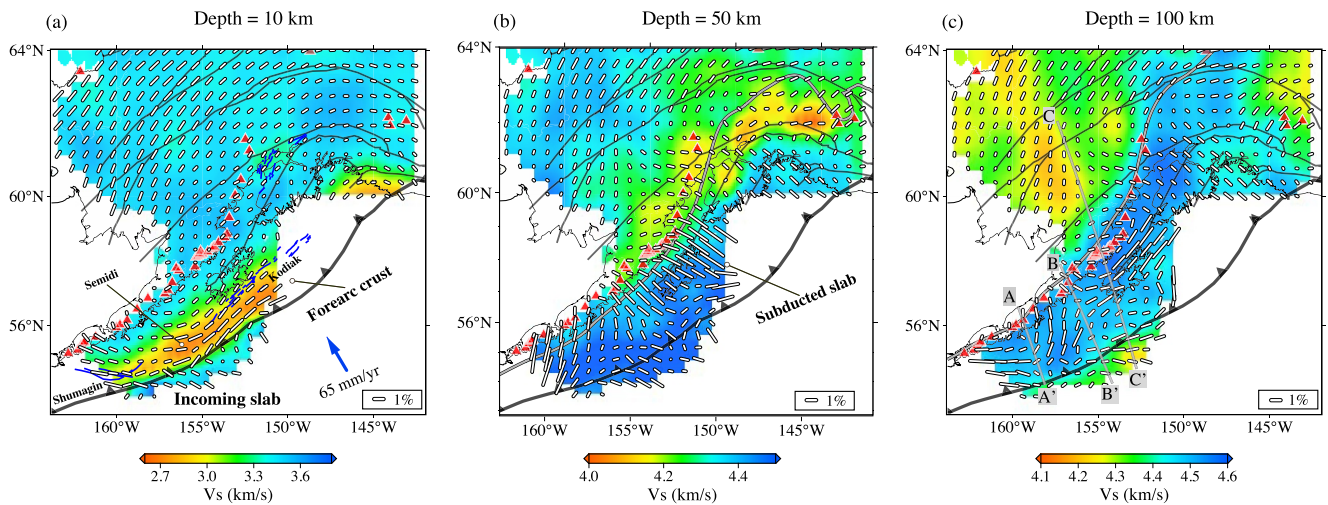 (a)
Depth = 10 km
64°N
60°N
56°N
Semidi
Kodiak
Forearc crust
65 mm/yr
Shumagin
Incoming slab
1%
160°W
155°W
150°W
145°W
2.7
3.0
3.3
3.6
Vs (km/s)
(b)
Depth = 50 km
64°N
60°N
56°N
Subducted slab
1%
160°W
155°W
150°W
145°W
4.0
4.2
4.4
Vs (km/s)
(c)
Depth = 100 km
64°N
60°N
56°N
C
B
A
A'
B'
C'
1%
160°W
155°W
150°W
145°W
4.1
4.2
4.3
4.4
4.5
4.6
Vs (km/s)